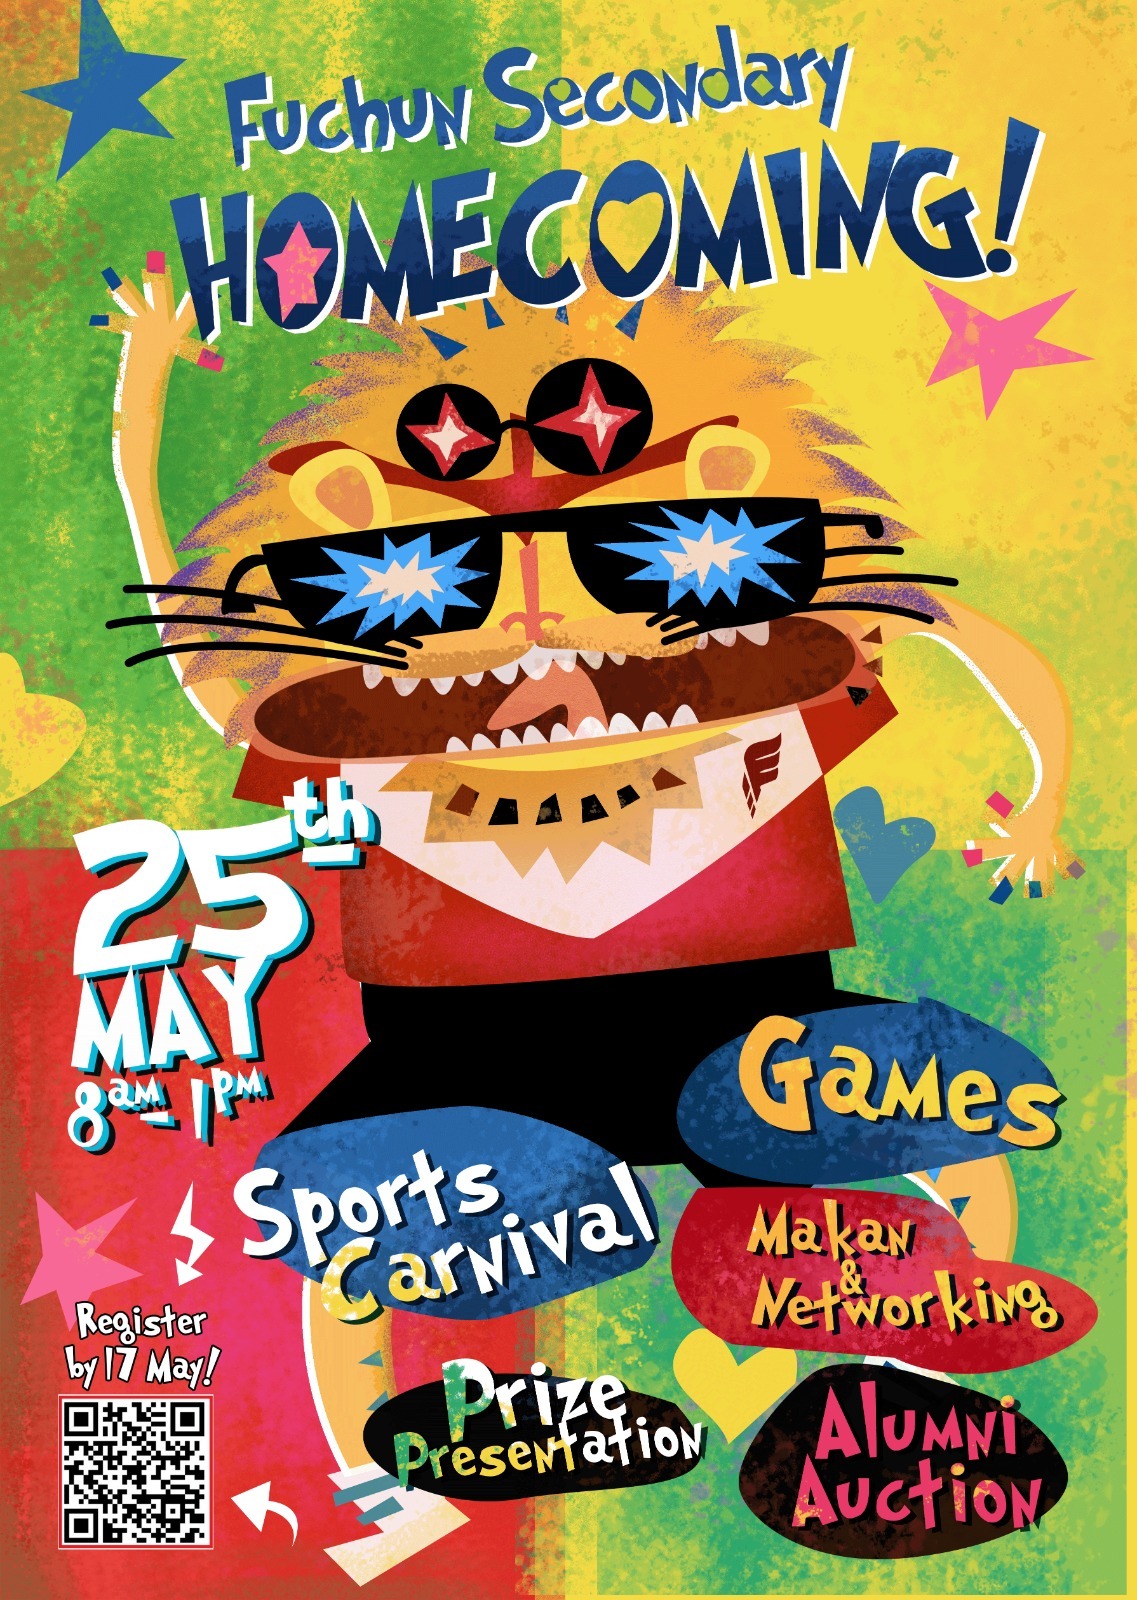 Fuchun Secondary
HOMECOMING!
25th
MAY
8am - 1pm
Games
Sports
Carnival
Makan
&
Networking
Register
by 17 May!
Prize
Presentation
Alumni
Auction